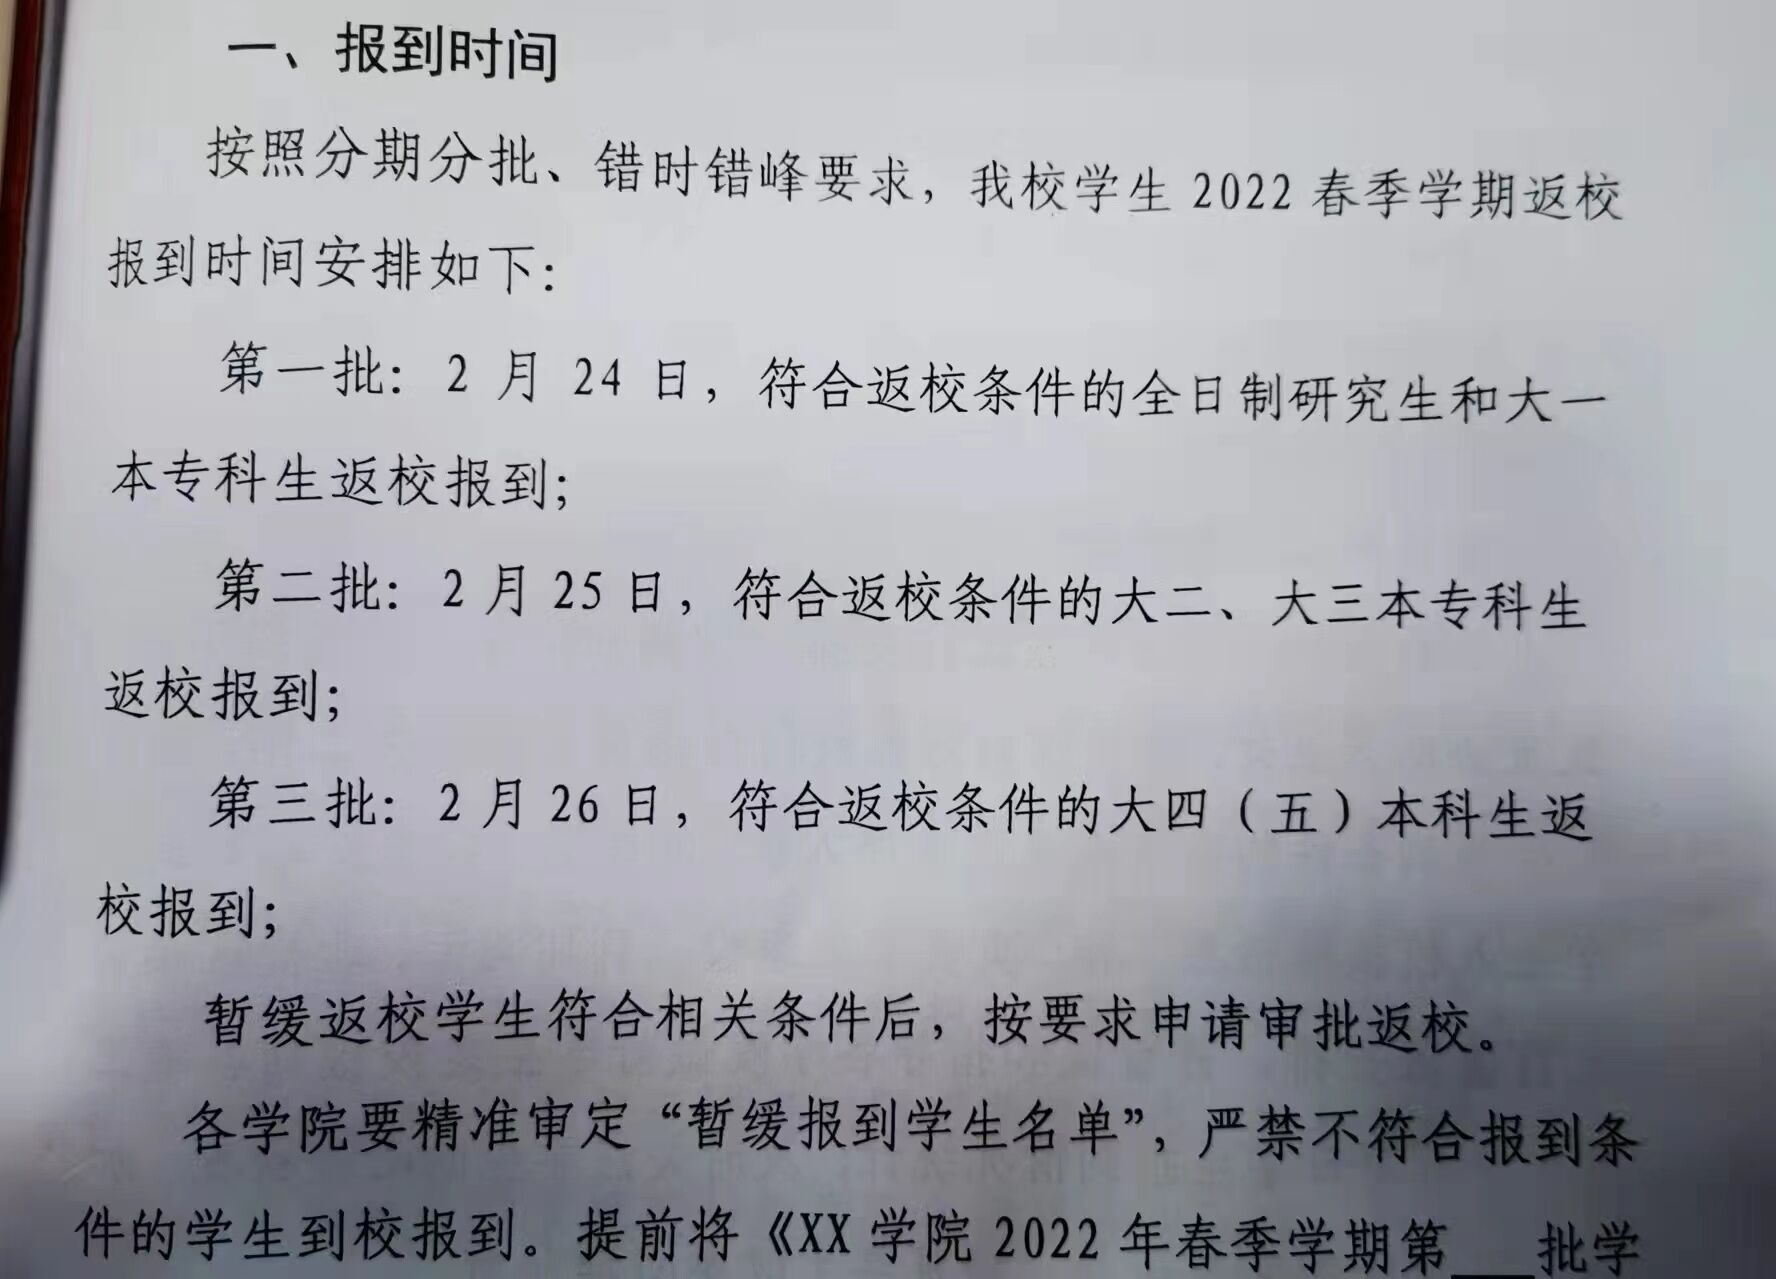 一、报到时间
按照分期分批、错时错峰要求，我校学生 2022 春季学期返校
报到时间安排如下：
第一批：2 月 24 日，符合返校条件的全日制研究生和大一
本专科生返校报到；
第二批：2 月 25 日，符合返校条件的大二、大三本专科生
返校报到；
第三批：2 月 26 日，符合返校条件的大四（五）本科生返
校报到；
暂缓返校学生符合相关条件后，按要求申请审批返校。
各学院要精准审定“暂缓报到学生名单”，严禁不符合报到条
件的学生到校报到。提前将《XX 学院 2022 年春季学期第___批学